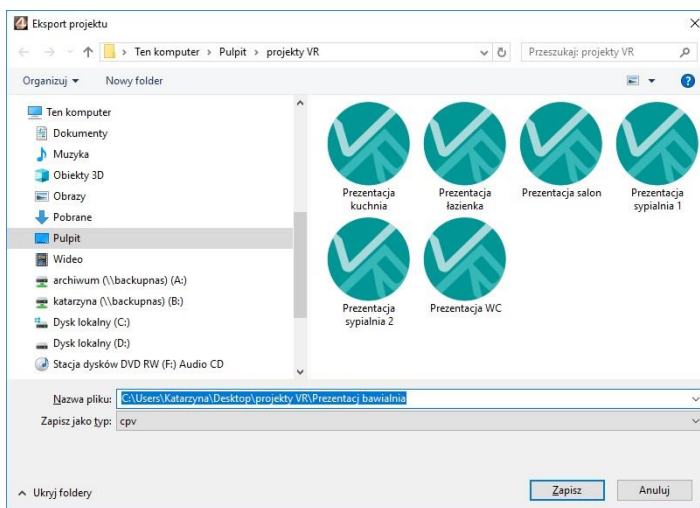 Eksport projektu
Ten komputer › Pulpit › projekty VR
Przeszukaj: projekty VR
Organizuj
Nowy folder
Ten komputer
Dokumenty
Muzyka
Obiekty 3D
Obrazy
Pobrane
Pulpit
Wideo
archiwum (\\backupnas) (A:)
katarzyna (\\backupnas) (B:)
Dysk lokalny (C:)
Dysk lokalny (D:)
Stacja dysków DVD RW (F:) Audio CD
Prezentacja
kuchnia
Prezentacja
łazienka
Prezentacja salon
Prezentacja
sypialnia 1
Prezentacja
sypialnia 2
Prezentacja WC
Nazwa pliku: C:\Users\Katarzyna\Desktop\projekty VR\Prezentacj bawialnia
Zapisz jako typ: cpv
Ukryj foldery
Zapisz
Anuluj